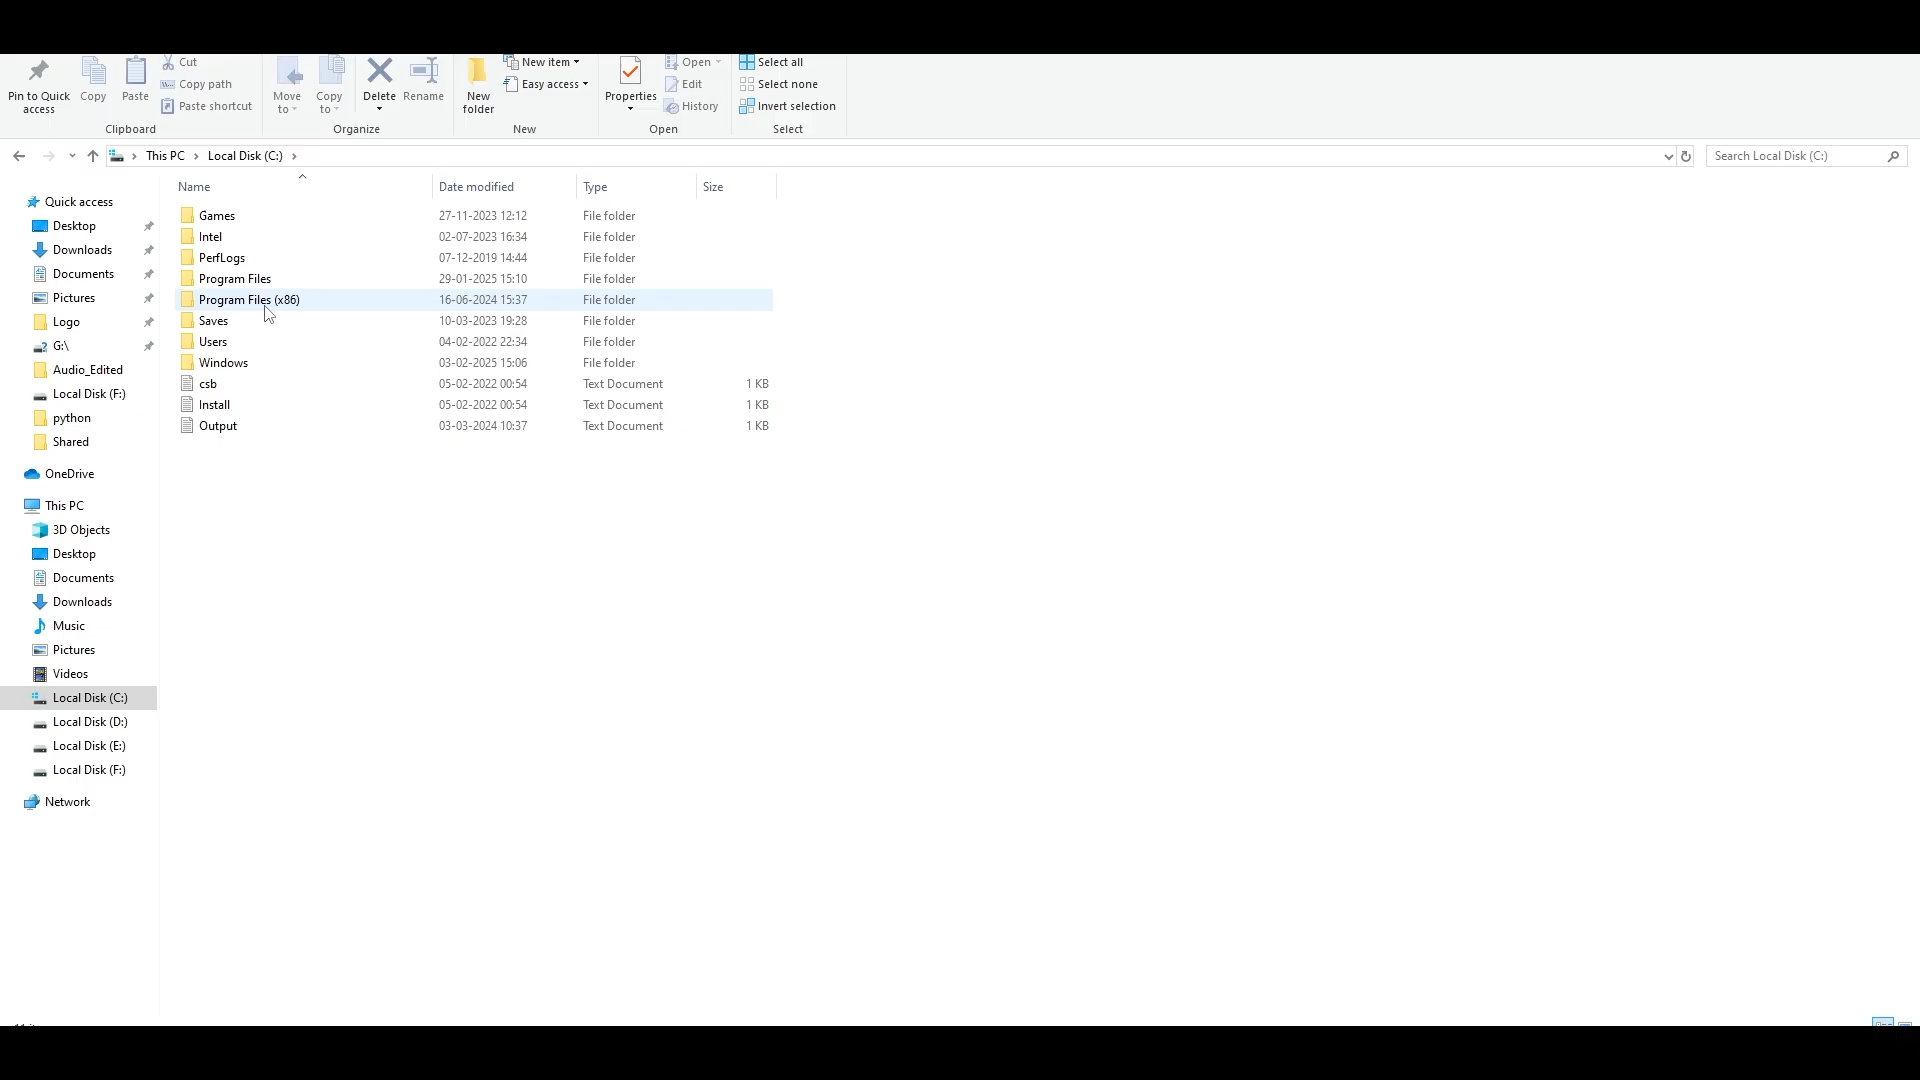 Pin to Quick access
Copy
Paste
Cut
Copy path
Paste shortcut
Clipboard
Move to
Copy to
Delete
Rename
Organize
New folder
New item
Easy access
New
Properties
Open
Edit
History
Open
Select all
Select none
Invert selection
Select
This PC > Local Disk (C:) >
Search Local Disk (C:)
Name Date modified Type Size
Games 27-11-2023 12:12 File folder
Intel 02-07-2023 16:34 File folder
PerfLogs 07-12-2019 14:44 File folder
Program Files 29-01-2025 15:10 File folder
Program Files (x86) 16-06-2024 15:37 File folder
Saves 10-03-2023 19:28 File folder
Users 04-02-2022 22:34 File folder
Windows 03-02-2025 15:06 File folder
csb 05-02-2022 00:54 Text Document 1 KB
Install 05-02-2022 00:54 Text Document 1 KB
Output 03-03-2024 10:37 Text Document 1 KB
Quick access
Desktop
Downloads
Documents
Pictures
Logo
G:\
Audio_Edited
Local Disk (F:)
python
Shared
OneDrive
This PC
3D Objects
Desktop
Documents
Downloads
Music
Pictures
Videos
Local Disk (C:)
Local Disk (D:)
Local Disk (E:)
Local Disk (F:)
Network